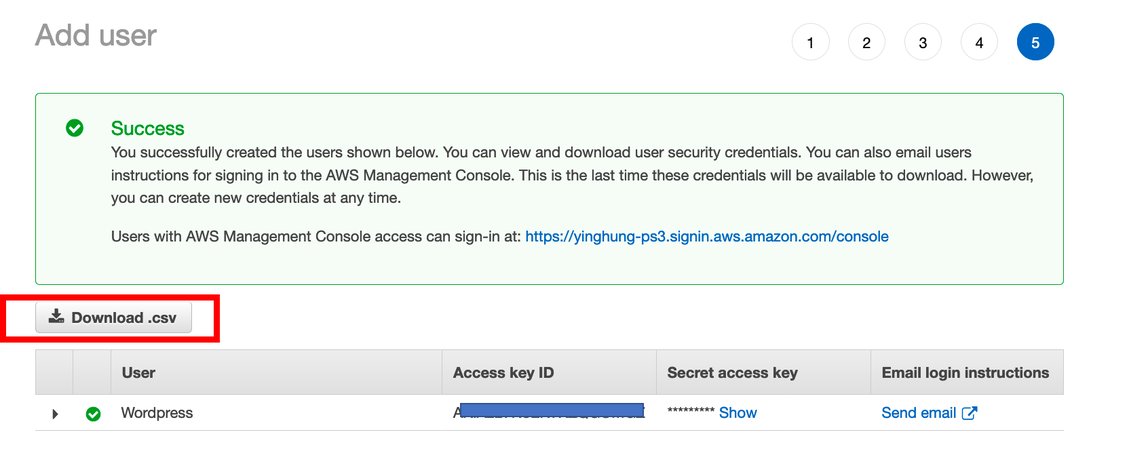 Add user
1 2 3 4 5
Success
You successfully created the users shown below. You can view and download user security credentials. You can also email users
instructions for signing in to the AWS Management Console. This is the last time these credentials will be available to download. However,
you can create new credentials at any time.
Users with AWS Management Console access can sign-in at: https://yinghung-ps3.signin.aws.amazon.com/console
Download .csv
User Access key ID Secret access key Email login instructions
Wordpress ********* Show Send email